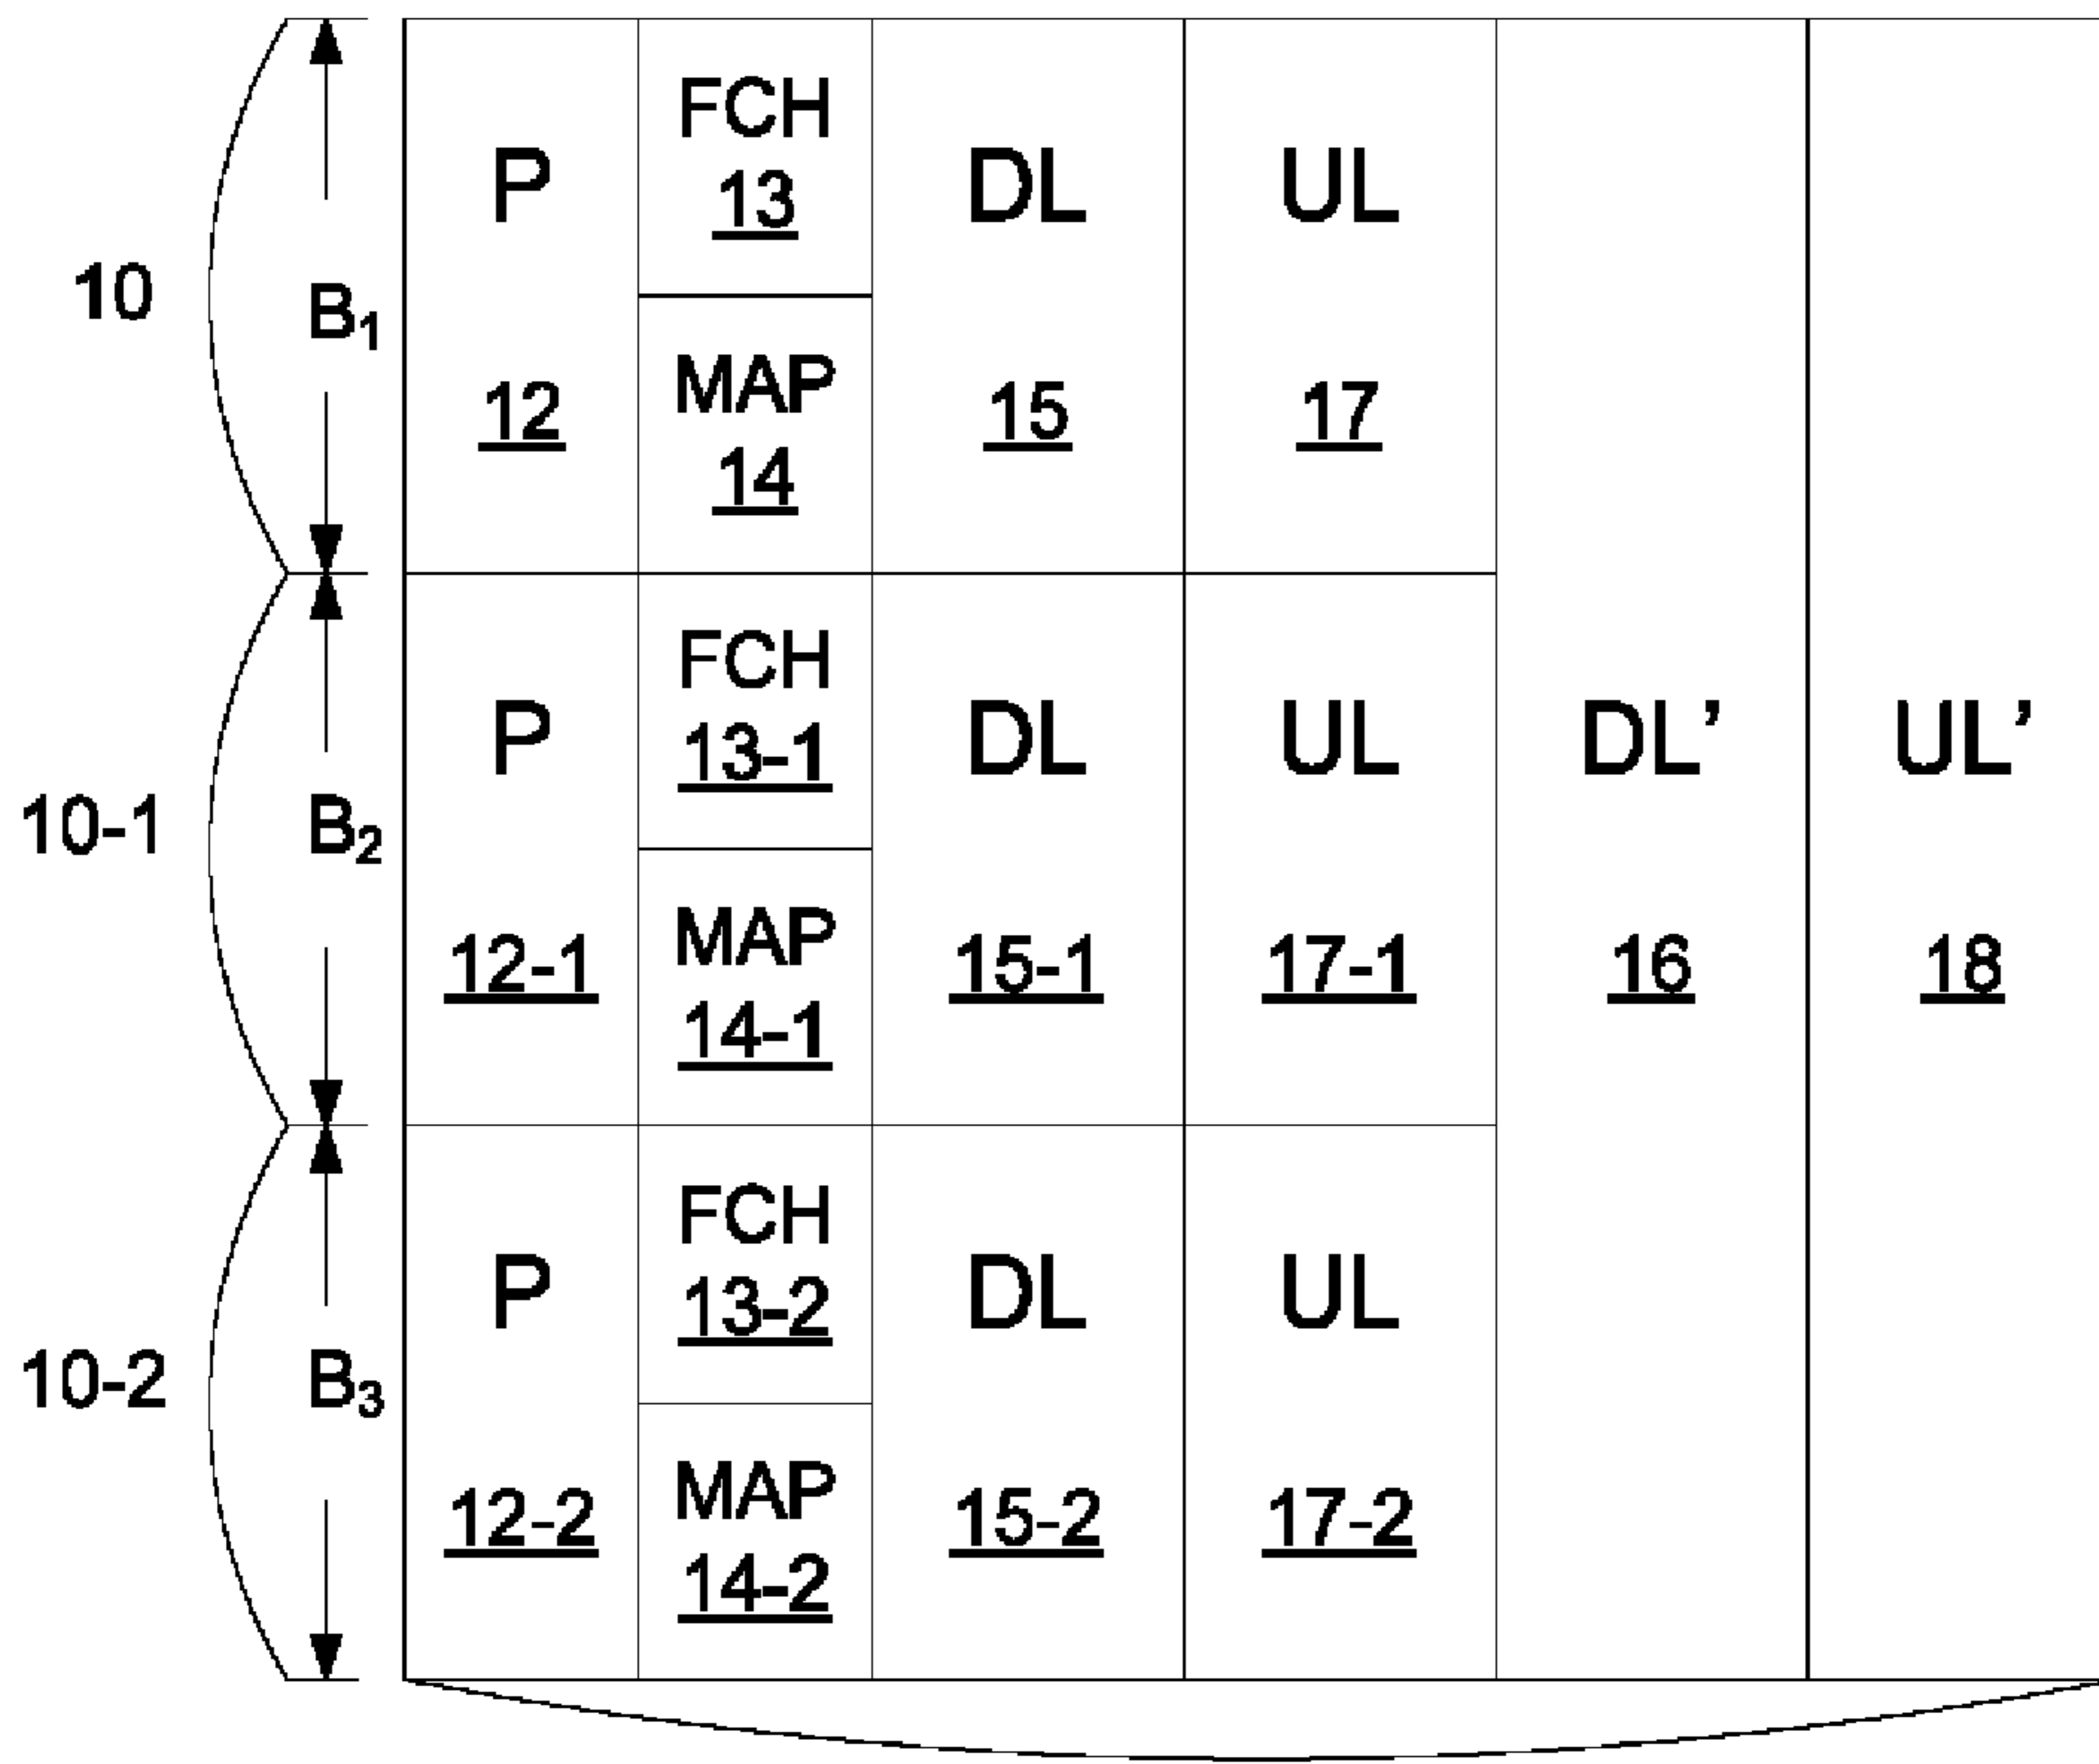 10
B1
P
12
FCH
13
MAP
14
DL
15
UL
17
10-1
B2
P
12-1
FCH
13-1
MAP
14-1
DL
15-1
UL
17-1
DL’
16
UL’
18
10-2
B3
P
12-2
FCH
13-2
MAP
14-2
DL
15-2
UL
17-2